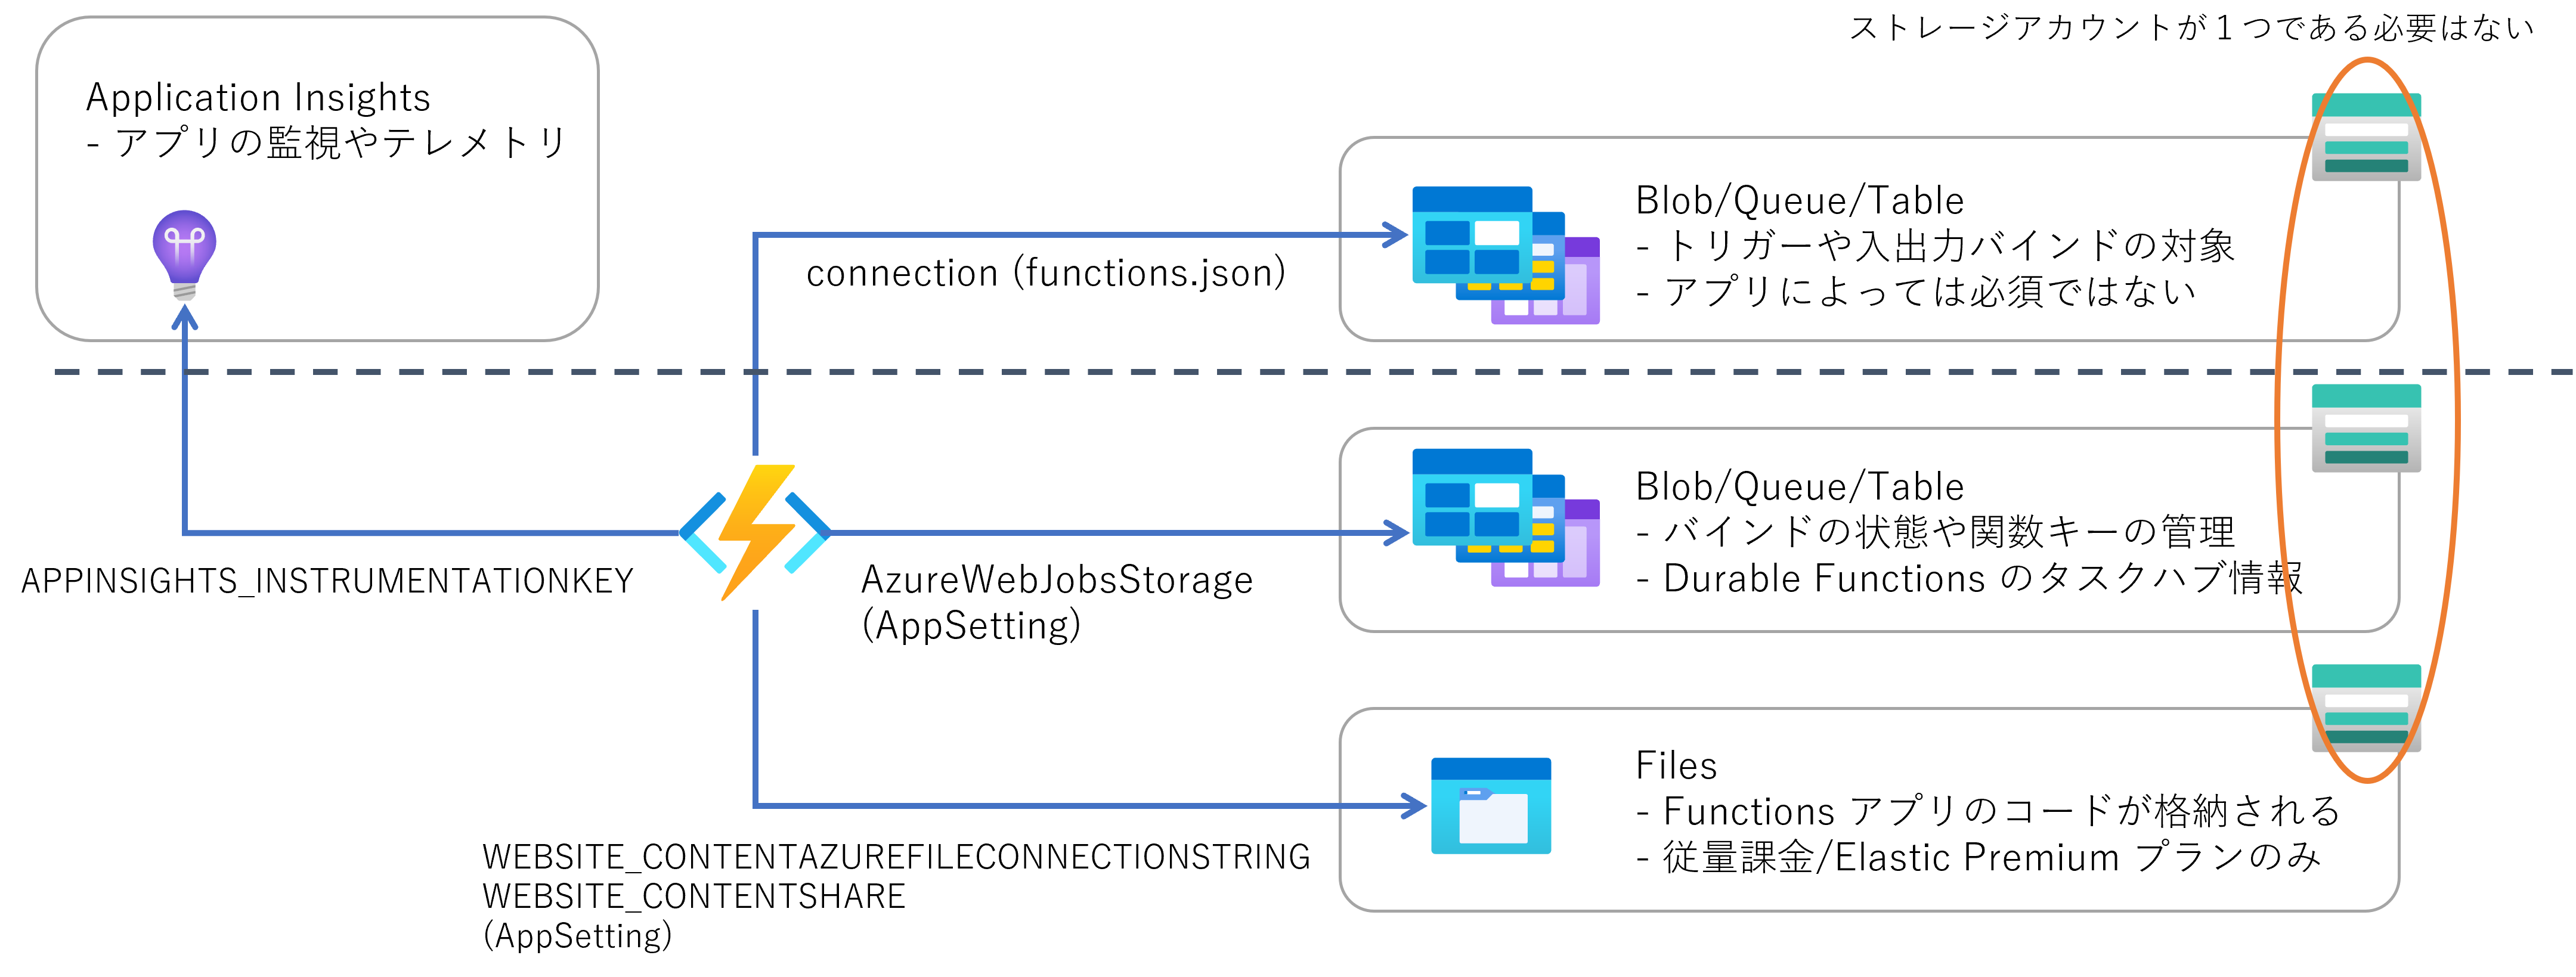 ストレージアカウントが１つである必要はない
Application Insights
- アプリの監視やテレメトリ
Blob/Queue/Table
- トリガーや入出力バインドの対象
- アプリによっては必須ではない
connection (functions.json)
Blob/Queue/Table
- バインドの状態や関数キーの管理
- Durable Functions のタスクハブ情報
APPINSIGHTS_INSTRUMENTATIONKEY
AzureWebJobsStorage
(AppSetting)
Files
- Functions アプリのコードが格納される
- 従量課金/Elastic Premium プランのみ
WEBSITE_CONTENTAZUREFILECONNECTIONSTRING
WEBSITE_CONTENTSHARE
(AppSetting)